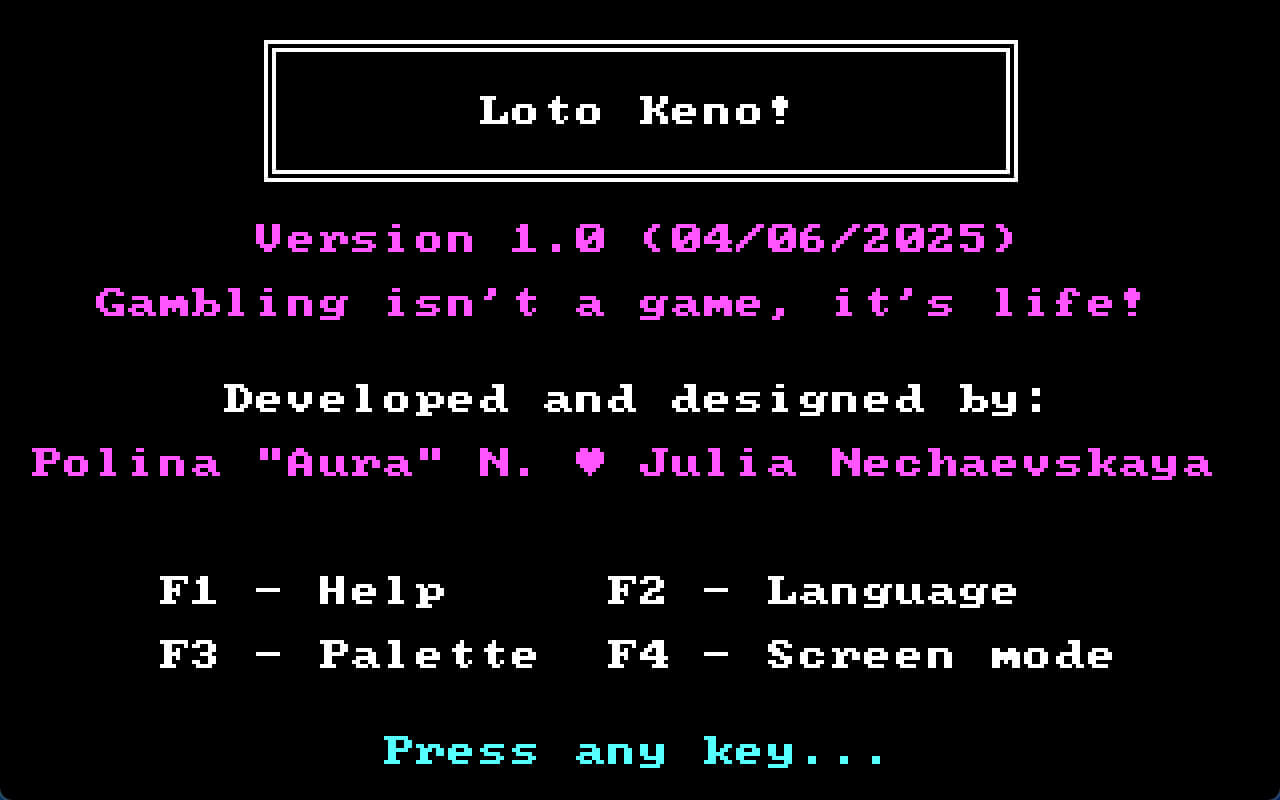 Loto Keno!
Version 1.0 (04/06/2025)
Gambling isn't a game, it's life!
Developed and designed by:
Polina "Aura" N. ♥ Julia Nechaevskaya
F1 - Help F2 - Language
F3 - Palette F4 - Screen mode
Press any key...